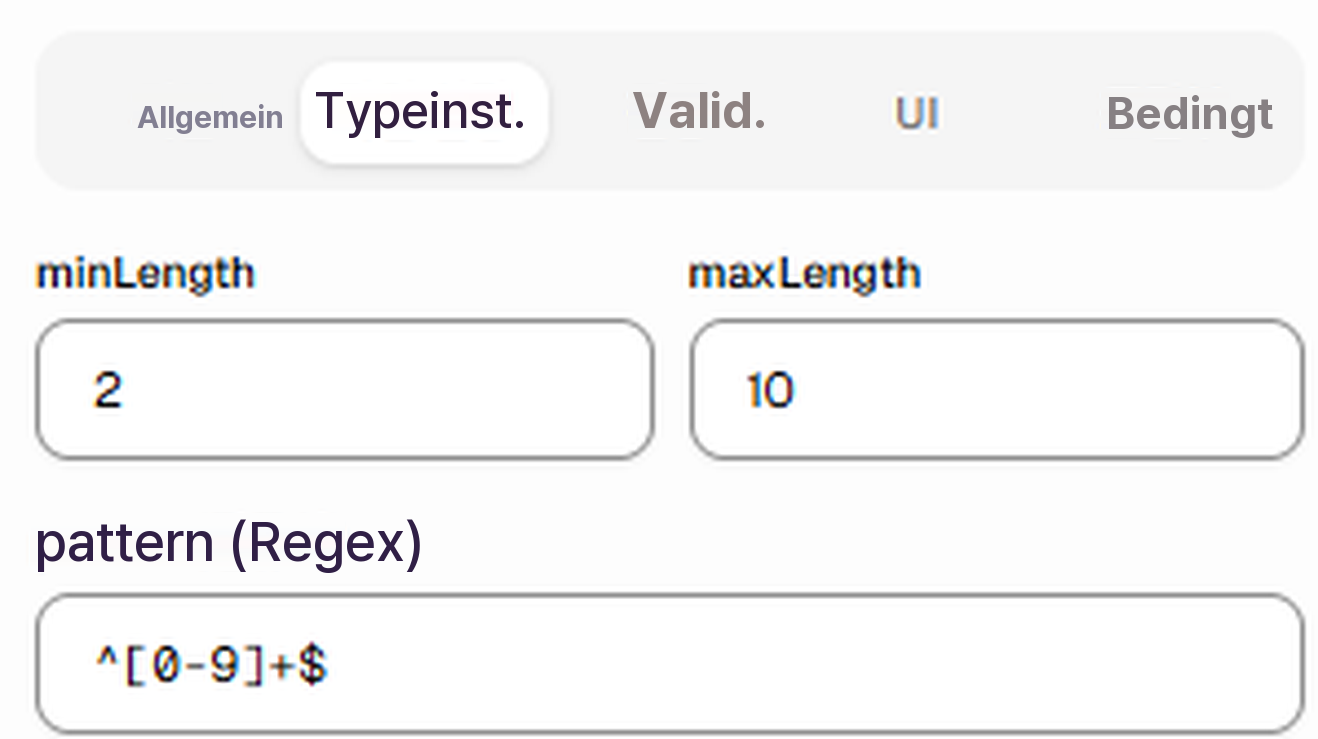 Allgemein Typeinst. Valid. UI Bedingt
minLength maxLength
2 10
pattern (Regex)
^[0-9]+$